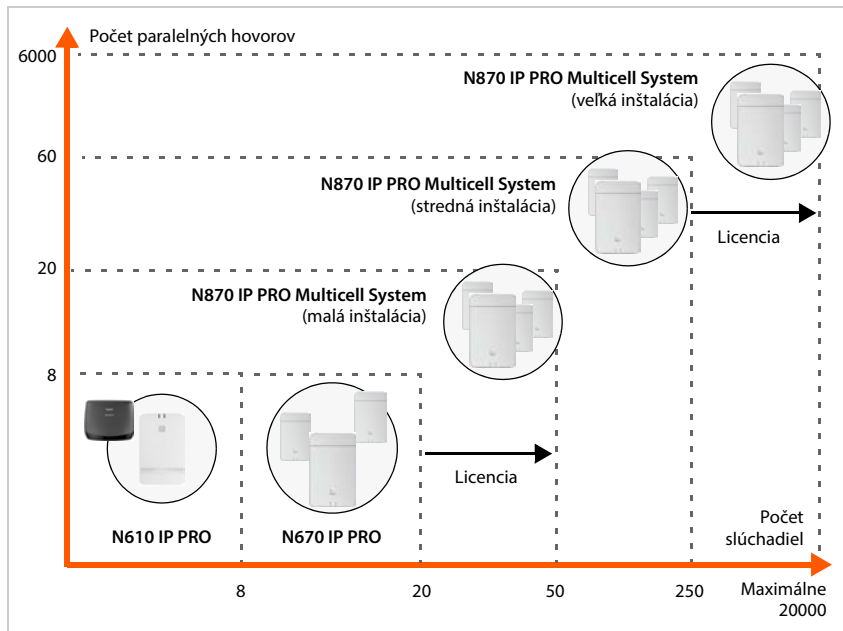 Počet paralelných hovorov
6000
N870 IP PRO Multicell System
(veľká inštalácia)
60
N870 IP PRO Multicell System
(stredná inštalácia)
Licencia
20
N870 IP PRO Multicell System
(malá inštalácia)
8
Licencia
N610 IP PRO
N670 IP PRO
Počet
slúchadiel
8
20
50
250
Maximálne
20000